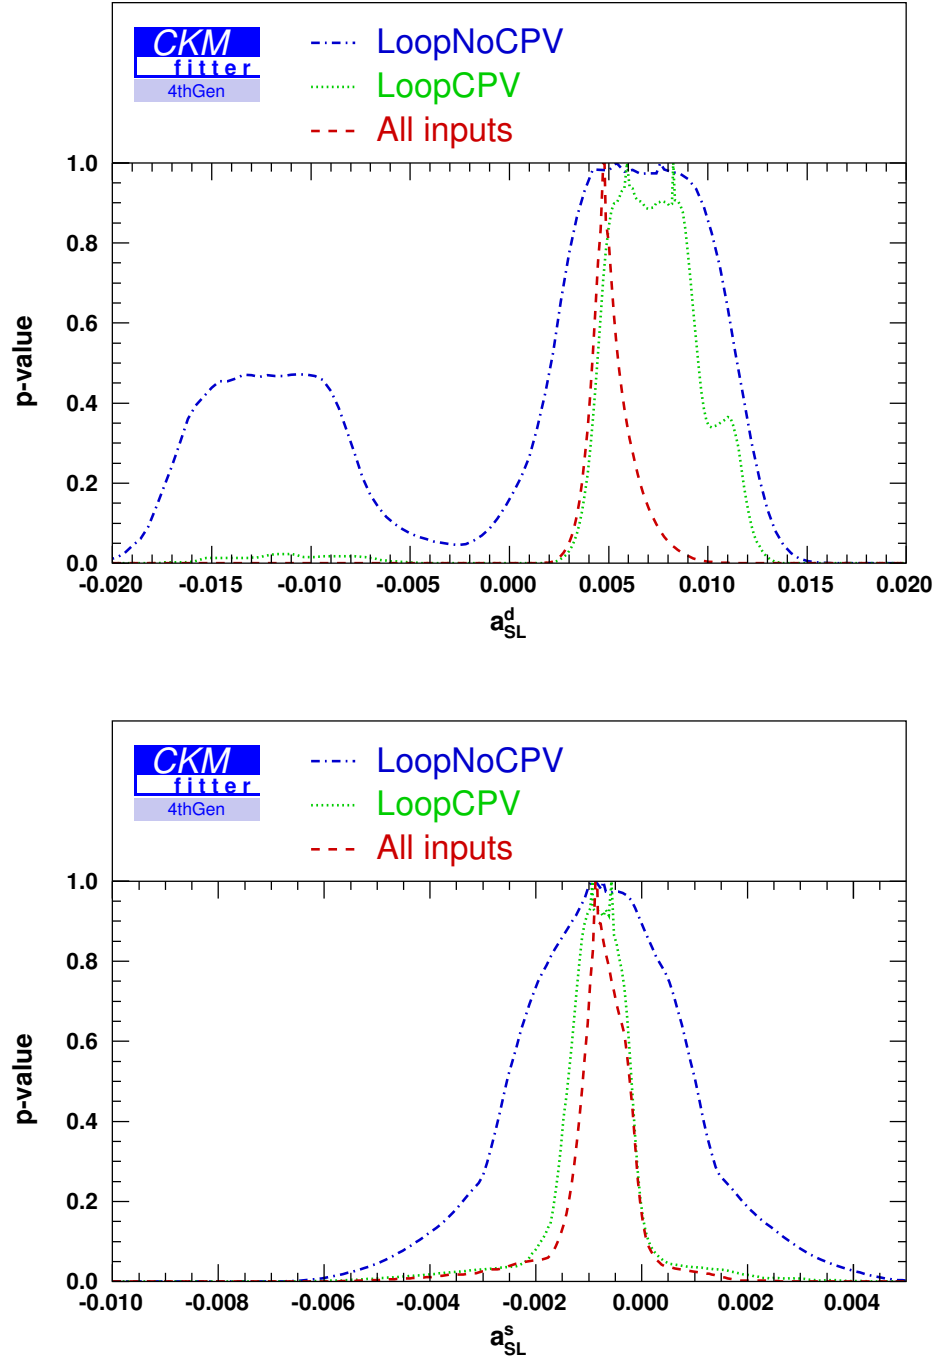 CKM
fitter
4thGen
LoopNoCPV
LoopCPV
All inputs
1.0
0.8
0.6
0.4
0.2
0.0
p-value
-0.020 -0.015 -0.010 -0.005 0.000 0.005 0.010 0.015 0.020
a^d_SL
CKM
fitter
4thGen
LoopNoCPV
LoopCPV
All inputs
1.0
0.8
0.6
0.4
0.2
0.0
p-value
-0.010 -0.008 -0.006 -0.004 -0.002 0.000 0.002 0.004
a^s_SL